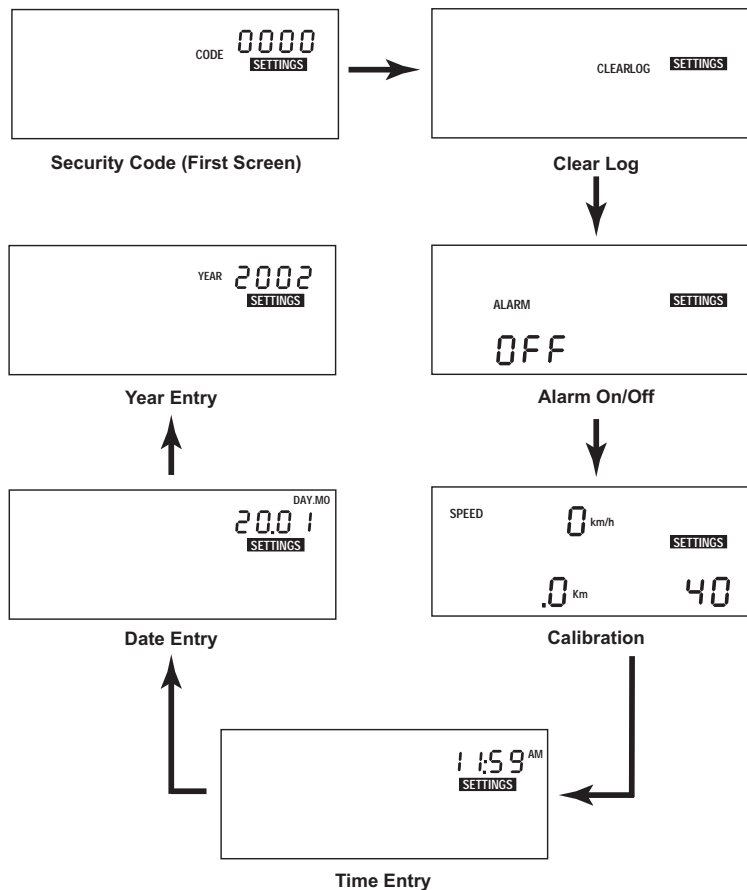 CODE 0000
SETTINGS
Security Code (First Screen)
CLEARLOG SETTINGS
Clear Log
ALARM SETTINGS
OFF
Alarm On/Off
SPEED 0 km/h
SETTINGS
.0 Km 40
Calibration
11:59 AM
SETTINGS
Time Entry
DAY.MO
20.01
SETTINGS
Date Entry
YEAR 2002
SETTINGS
Year Entry